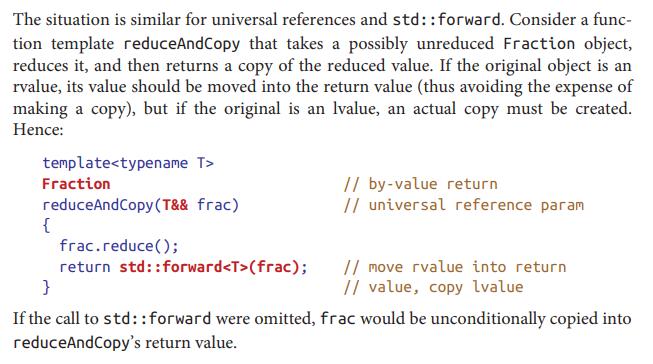 The situation is similar for universal references and std::forward. Consider a func-
tion template reduceAndCopy that takes a possibly unreduced Fraction object,
reduces it, and then returns a copy of the reduced value. If the original object is an
rvalue, its value should be moved into the return value (thus avoiding the expense of
making a copy), but if the original is an lvalue, an actual copy must be created.
Hence:
template<typename T>
Fraction // by-value return
reduceAndCopy(T&& frac) // universal reference param
{
frac.reduce();
return std::forward<T>(frac); // move rvalue into return
} // value, copy lvalue
If the call to std::forward were omitted, frac would be unconditionally copied into
reduceAndCopy's return value.